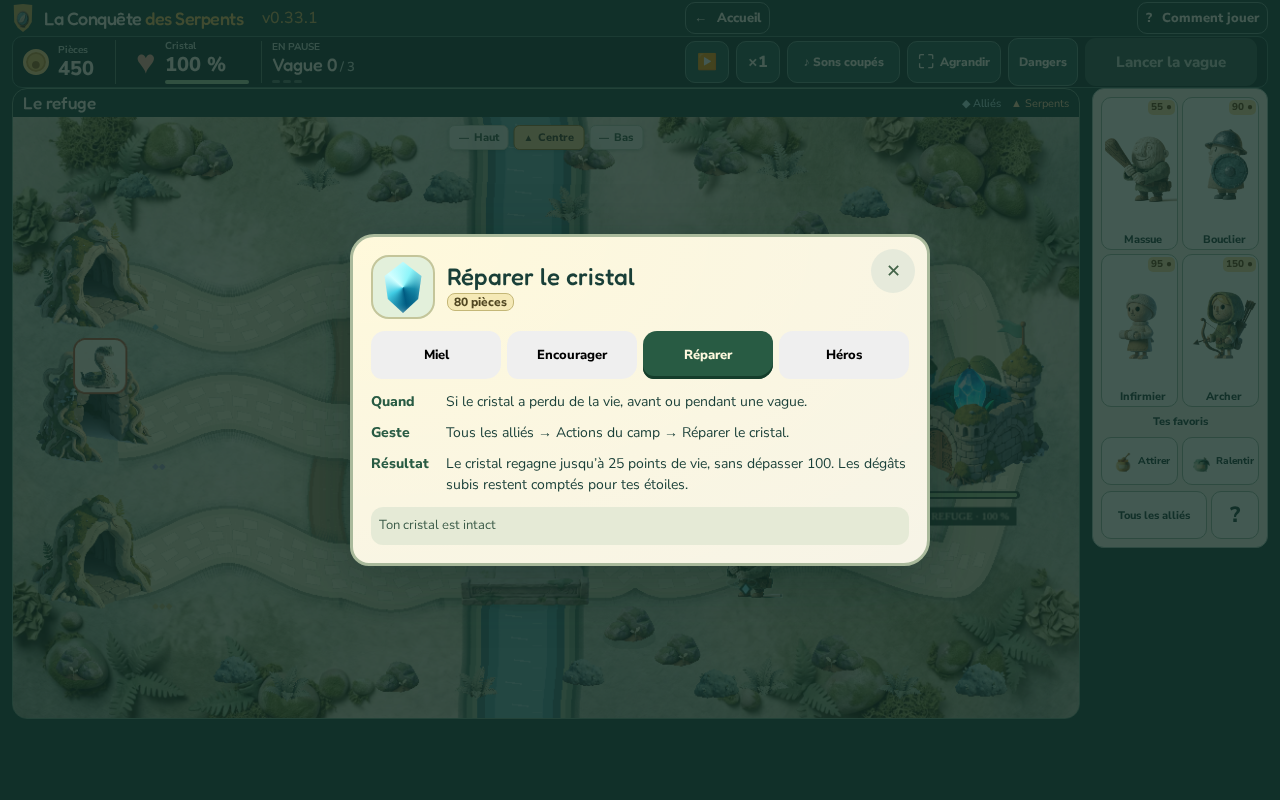 La Conquête des Serpents v0.33.1
← Accueil
? Comment jouer
Pièces
450
Cristal
100 %
EN PAUSE
Vague 0 / 3
×1
♪ Sons coupés
Agrandir
Dangers
Lancer la vague
Le refuge
◆ Alliés ▲ Serpents
— Haut
▲ Centre
— Bas
Réparer le cristal
80 pièces
✕
Miel
Encourager
Réparer
Héros
Quand
Si le cristal a perdu de la vie, avant ou pendant une vague.
Geste
Tous les alliés → Actions du camp → Réparer le cristal.
Résultat
Le cristal regagne jusqu’à 25 points de vie, sans dépasser 100. Les dégâts
subis restent comptés pour tes étoiles.
Ton cristal est intact
REFUGE · 100 %
55 ●
90 ●
Massue
Bouclier
95 ●
150 ●
Infirmier
Archer
Tes favoris
Attirer
Ralentir
Tous les alliés
?